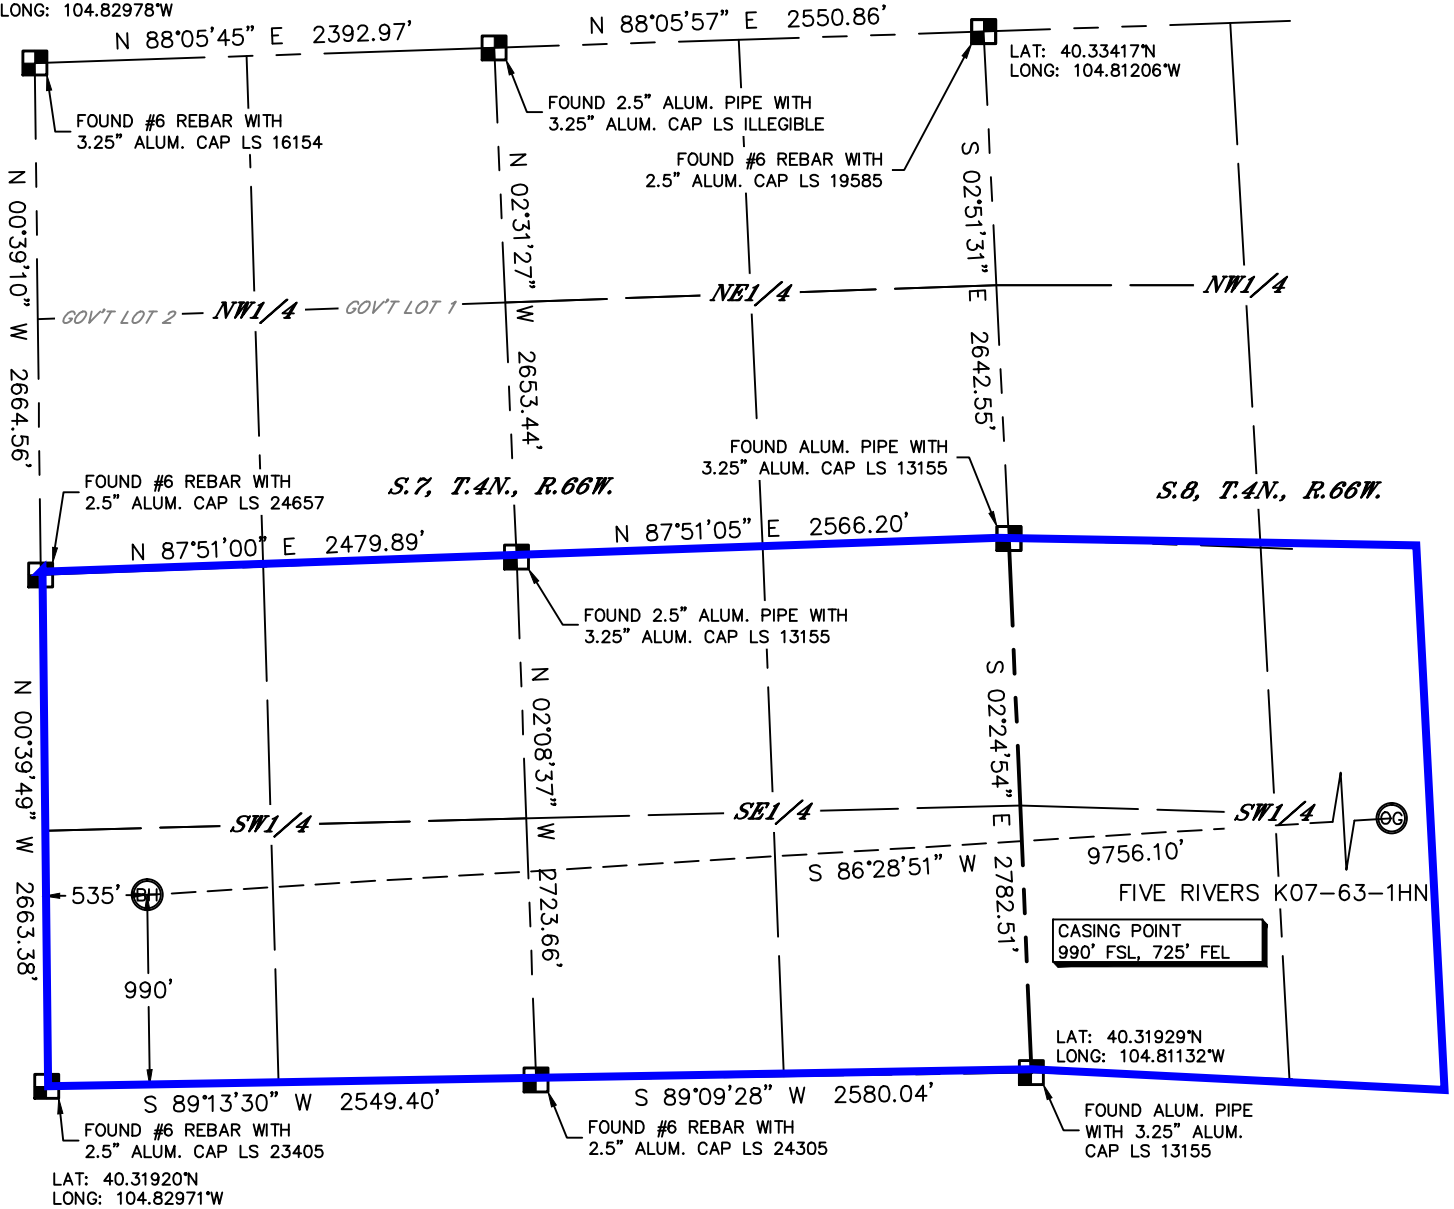 LONG: 104.82978°W
N 88°05'45" E 2392.97'
N 88°05'57" E 2550.86'
LAT: 40.33417°N
LONG: 104.81206°W
FOUND #6 REBAR WITH
3.25" ALUM. CAP LS 16154
FOUND 2.5" ALUM. PIPE WITH
3.25" ALUM. CAP LS ILLEGIBLE
FOUND #6 REBAR WITH
2.5" ALUM. CAP LS 19585
N 00°39'10" W 2664.56'
N 02°31'27" W 2653.44'
S 02°51'31" E 2642.55'
GOV'T LOT 2
NW1/4
GOV'T LOT 1
NE1/4
NW1/4
FOUND ALUM. PIPE WITH
3.25" ALUM. CAP LS 13155
FOUND #6 REBAR WITH
2.5" ALUM. CAP LS 24657
S.7, T.4N., R.66W.
S.8, T.4N., R.66W.
N 87°51'00" E 2479.89'
N 87°51'05" E 2566.20'
FOUND 2.5" ALUM. PIPE WITH
3.25" ALUM. CAP LS 13155
N 00°39'49" W 2663.38'
N 02°08'37" W 2723.66'
S 02°24'54" E 2782.51'
SW1/4
SE1/4
SW1/4
OG
S 86°28'51" W 9756.10'
535'
BH
FIVE RIVERS K07-63-1HN
CASING POINT
990' FSL, 725' FEL
990'
LAT: 40.31929°N
LONG: 104.81132°W
S 89°13'30" W 2549.40'
S 89°09'28" W 2580.04'
FOUND #6 REBAR WITH
2.5" ALUM. CAP LS 23405
FOUND #6 REBAR WITH
2.5" ALUM. CAP LS 24305
FOUND ALUM. PIPE
WITH 3.25" ALUM.
CAP LS 13155
LAT: 40.31920°N
LONG: 104.82971°W